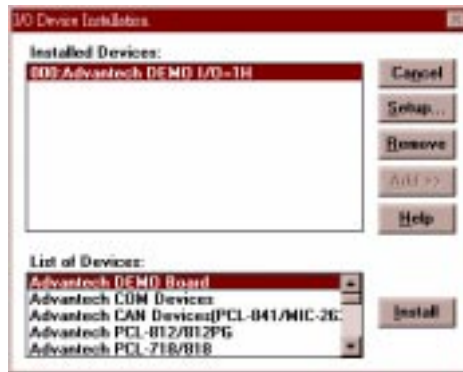 I/O Device Installation
Installed Devices:
000:Advantech DEMO I/O=1H
Cancel
Setup...
Remove
Add >>
Help
List of Devices:
Advantech DEMO Board
Advantech COM Devices
Advantech CAN Devices(PCL-841/MIC-26
Advantech PCL-812/812PG
Advantech PCL-718/818
Install